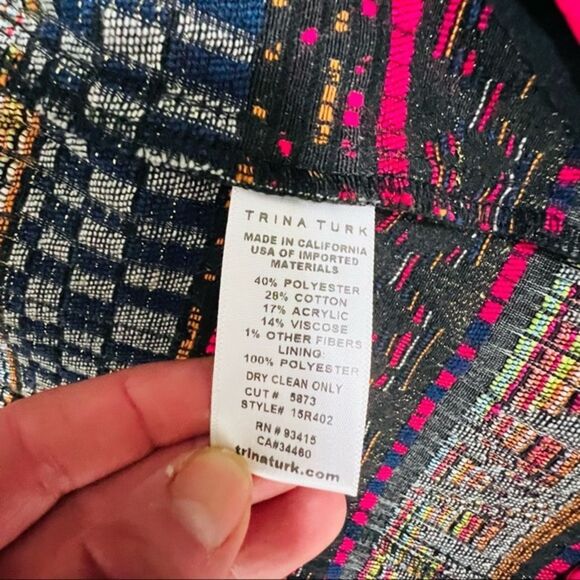 TRINA TURK
MADE IN CALIFORNIA
USA OF IMPORTED
MATERIALS
40% POLYESTER
28% COTTON
17% ACRYLIC
14% VISCOSE
1% OTHER FIBERS
LINING:
100% POLYESTER
DRY CLEAN ONLY
CUT # 5873
STYLE# 15R402
RN # 93415
CA#34460
trinaturk.com